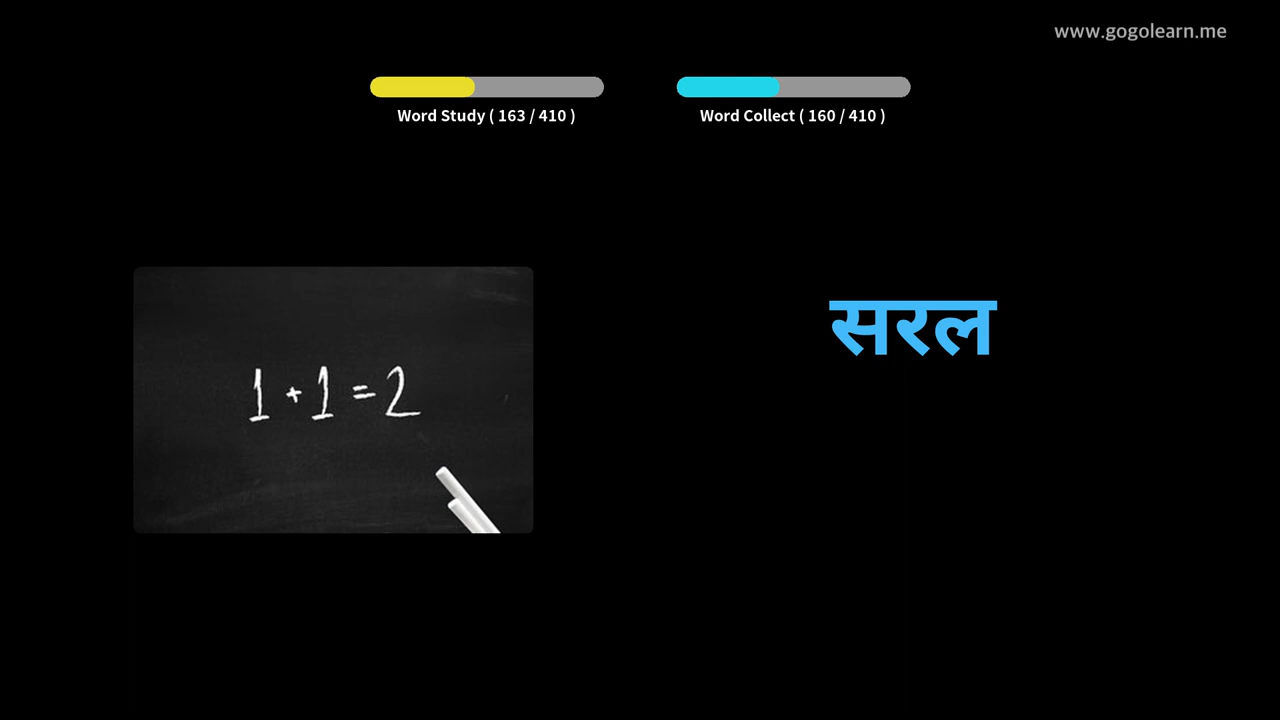 www.gogolearn.me
Word Study ( 163 / 410 )
Word Collect ( 160 / 410 )
1 + 1 = 2
सरल